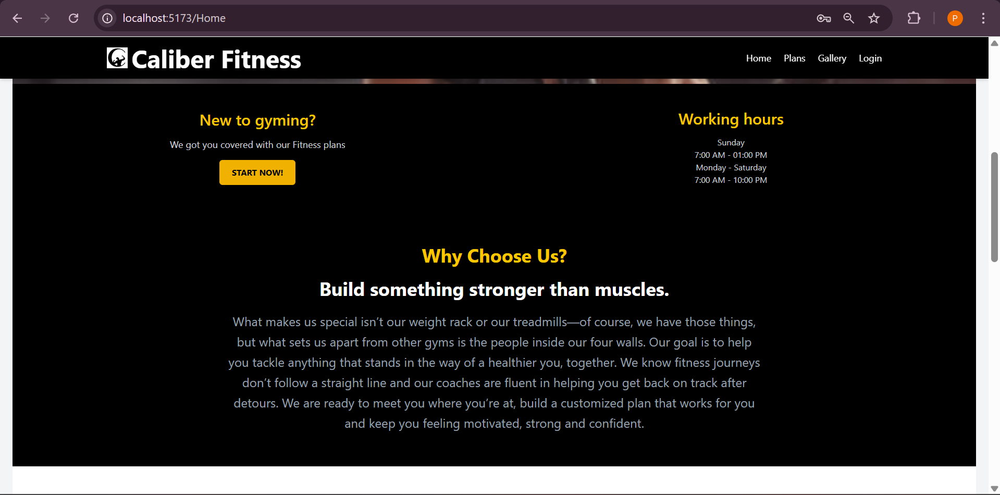 localhost:5173/Home
P
Caliber Fitness
Home Plans Gallery Login
New to gyming?
We got you covered with our Fitness plans
START NOW!
Working hours
Sunday
7:00 AM - 01:00 PM
Monday - Saturday
7:00 AM - 10:00 PM
Why Choose Us?
Build something stronger than muscles.
What makes us special isn’t our weight rack or our treadmills—of course, we have those things,
but what sets us apart from other gyms is the people inside our four walls. Our goal is to help
you tackle anything that stands in the way of a healthier you, together. We know fitness journeys
don’t follow a straight line and our coaches are fluent in helping you get back on track after
detours. We are ready to meet you where you’re at, build a customized plan that works for you
and keep you feeling motivated, strong and confident.